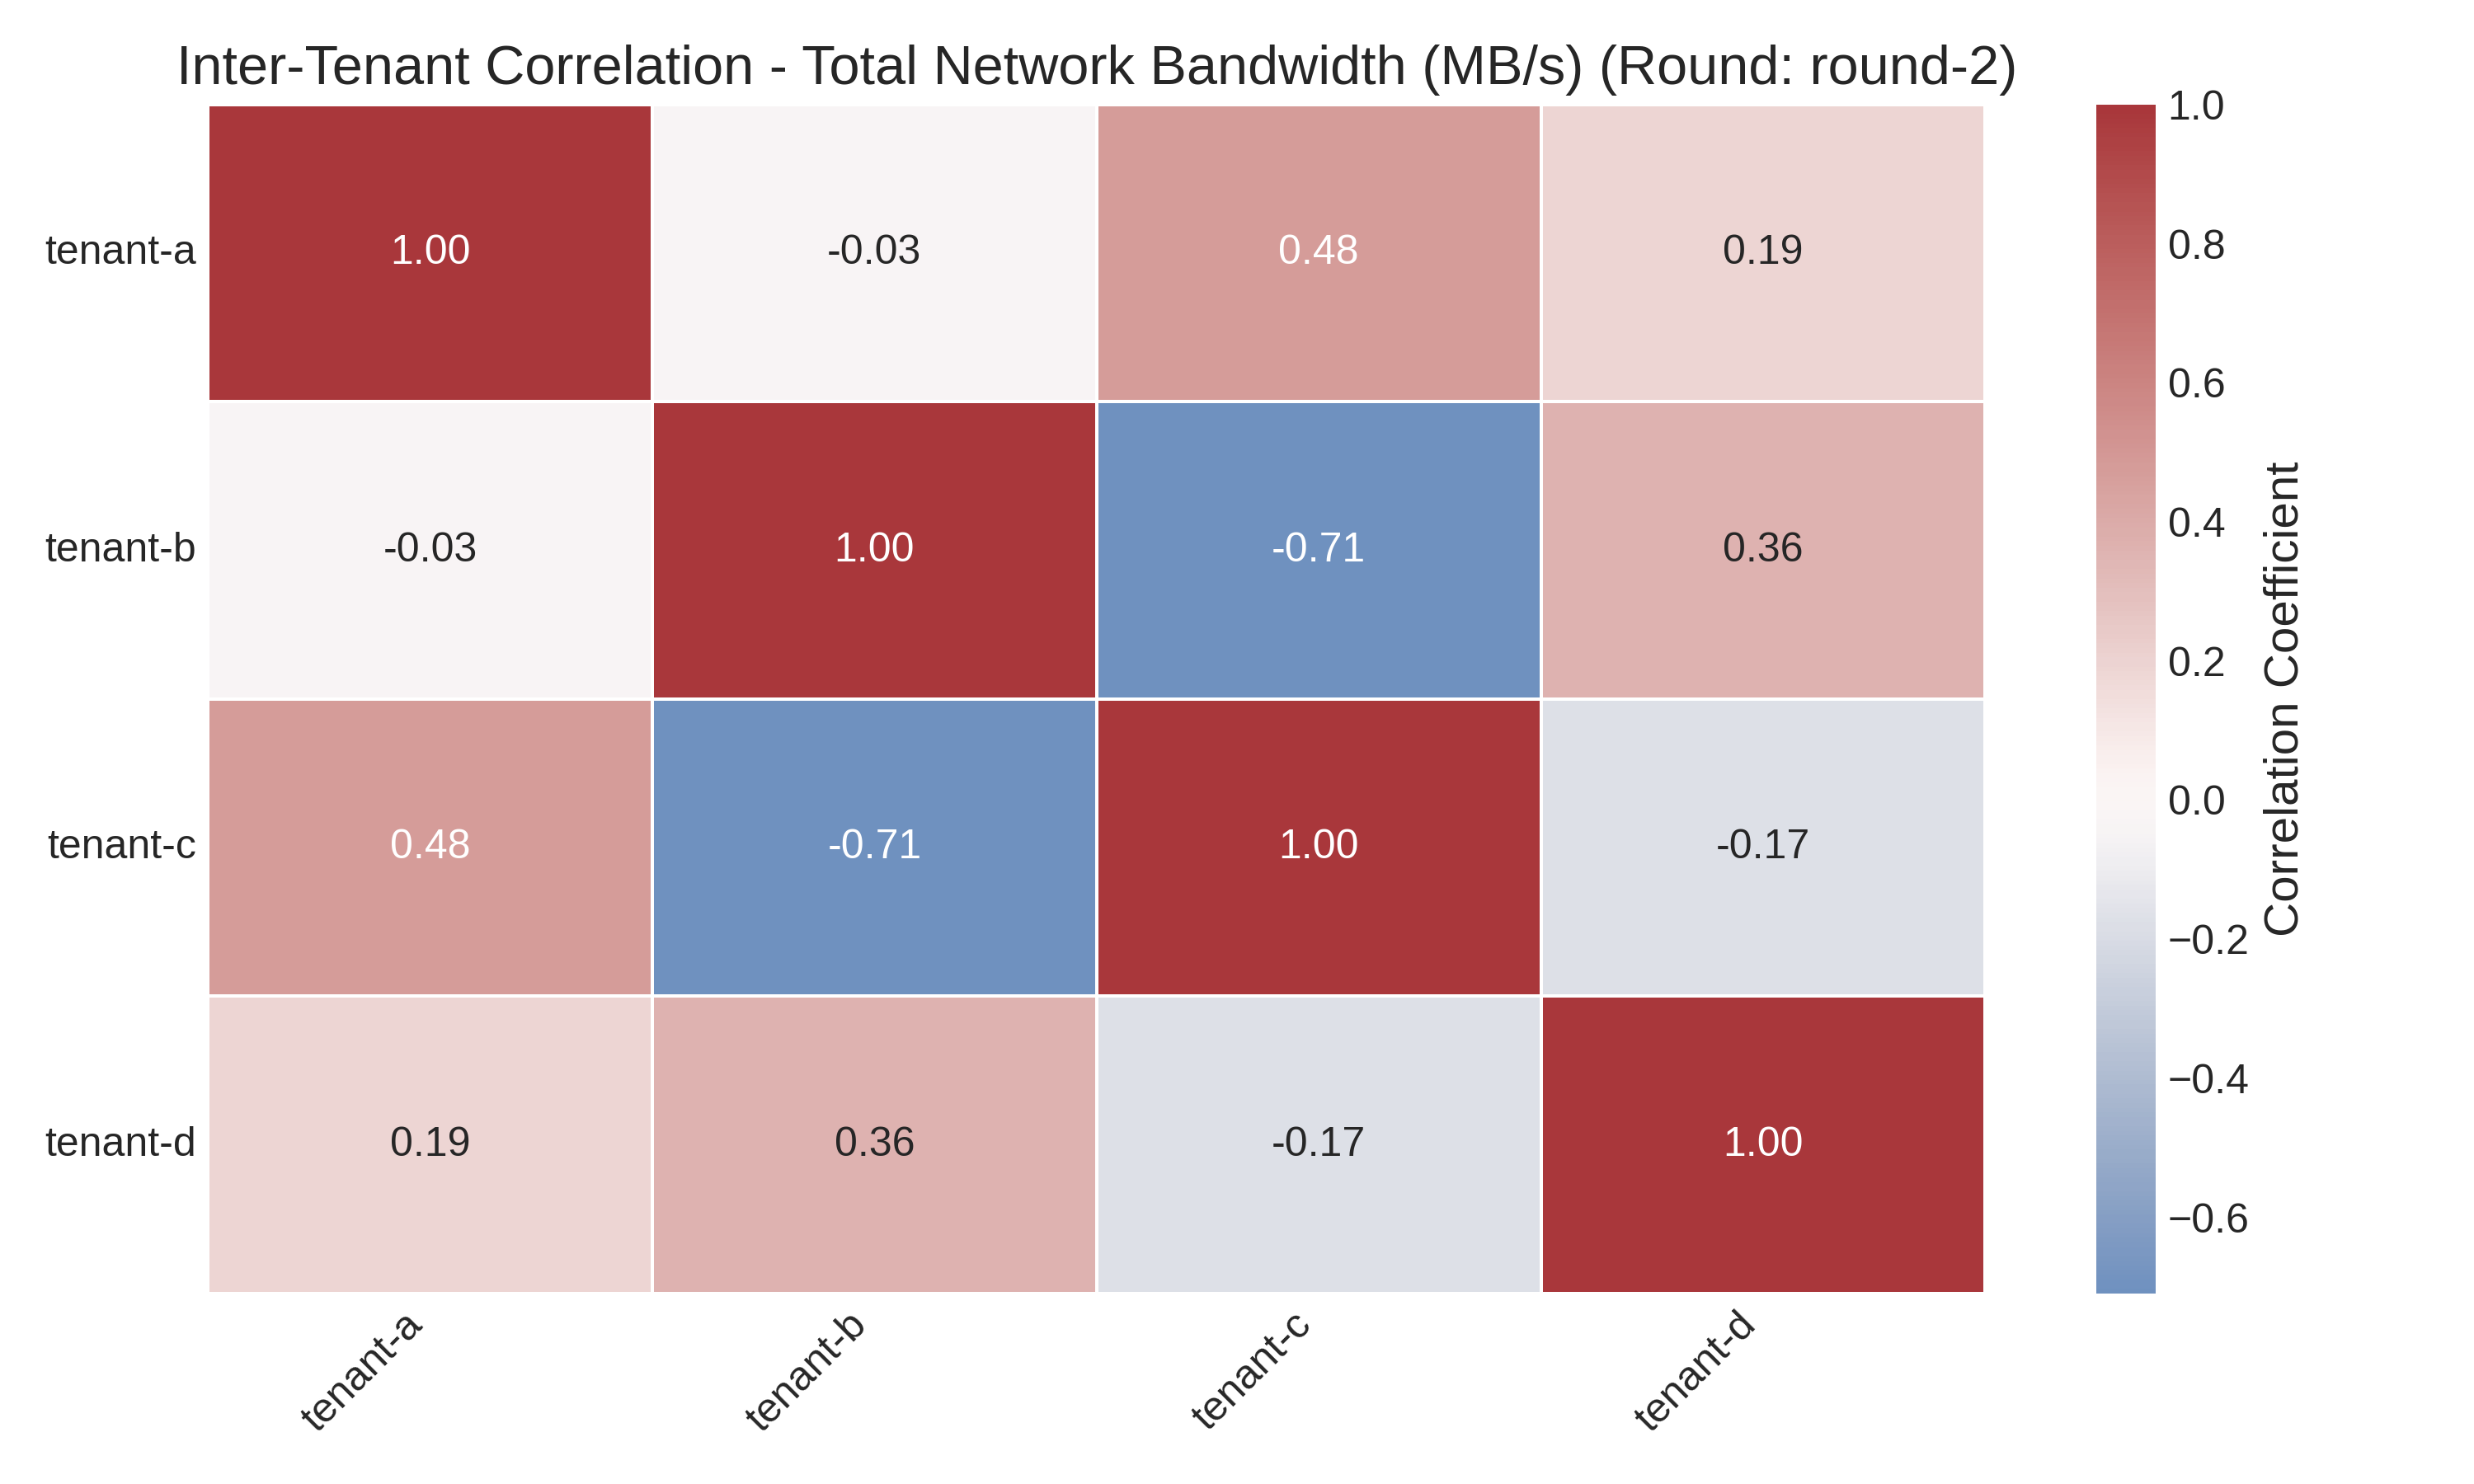 Inter-Tenant Correlation - Total Network Bandwidth (MB/s) (Round: round-2)
tenant-a 1.00 -0.03 0.48 0.19
tenant-b -0.03 1.00 -0.71 0.36
tenant-c 0.48 -0.71 1.00 -0.17
tenant-d 0.19 0.36 -0.17 1.00
tenant-a tenant-b tenant-c tenant-d
1.0
0.8
0.6
0.4
0.2
0.0
−0.2
−0.4
−0.6
Correlation Coefficient